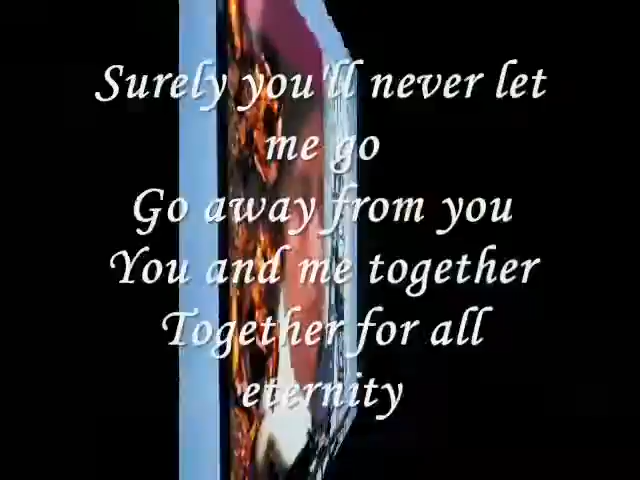 Surely you'll never let
me go
Go away from you
You and me together
Together for all
eternity